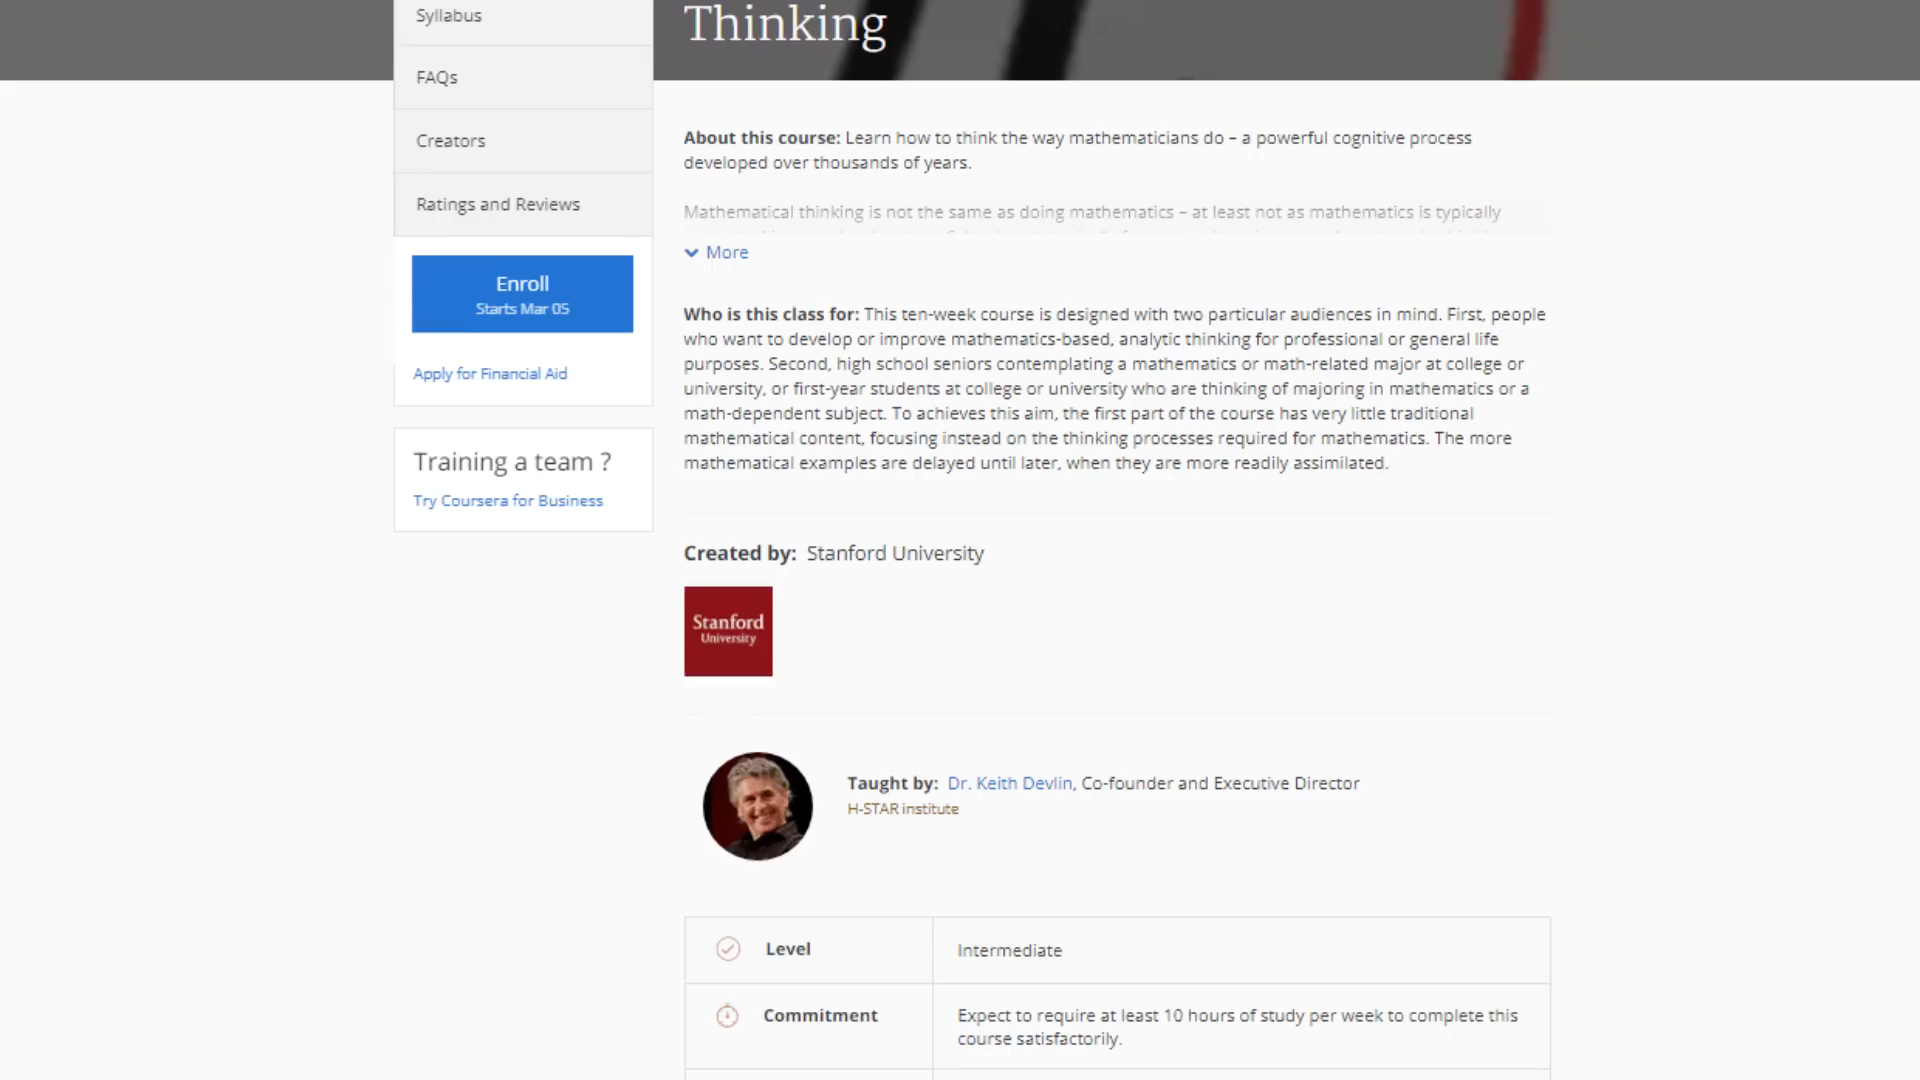 Syllabus
FAQs
Creators
Ratings and Reviews
Enroll
Starts Mar 05
Apply for Financial Aid
Training a team ?
Try Coursera for Business
Thinking
About this course: Learn how to think the way mathematicians do – a powerful cognitive process
developed over thousands of years.
Mathematical thinking is not the same as doing mathematics – at least not as mathematics is typically
More
Who is this class for: This ten-week course is designed with two particular audiences in mind. First, people
who want to develop or improve mathematics-based, analytic thinking for professional or general life
purposes. Second, high school seniors contemplating a mathematics or math-related major at college or
university, or first-year students at college or university who are thinking of majoring in mathematics or a
math-dependent subject. To achieves this aim, the first part of the course has very little traditional
mathematical content, focusing instead on the thinking processes required for mathematics. The more
mathematical examples are delayed until later, when they are more readily assimilated.
Created by: Stanford University
Stanford
University
Taught by: Dr. Keith Devlin, Co-founder and Executive Director
H-STAR institute
Level
Intermediate
Commitment
Expect to require at least 10 hours of study per week to complete this
course satisfactorily.